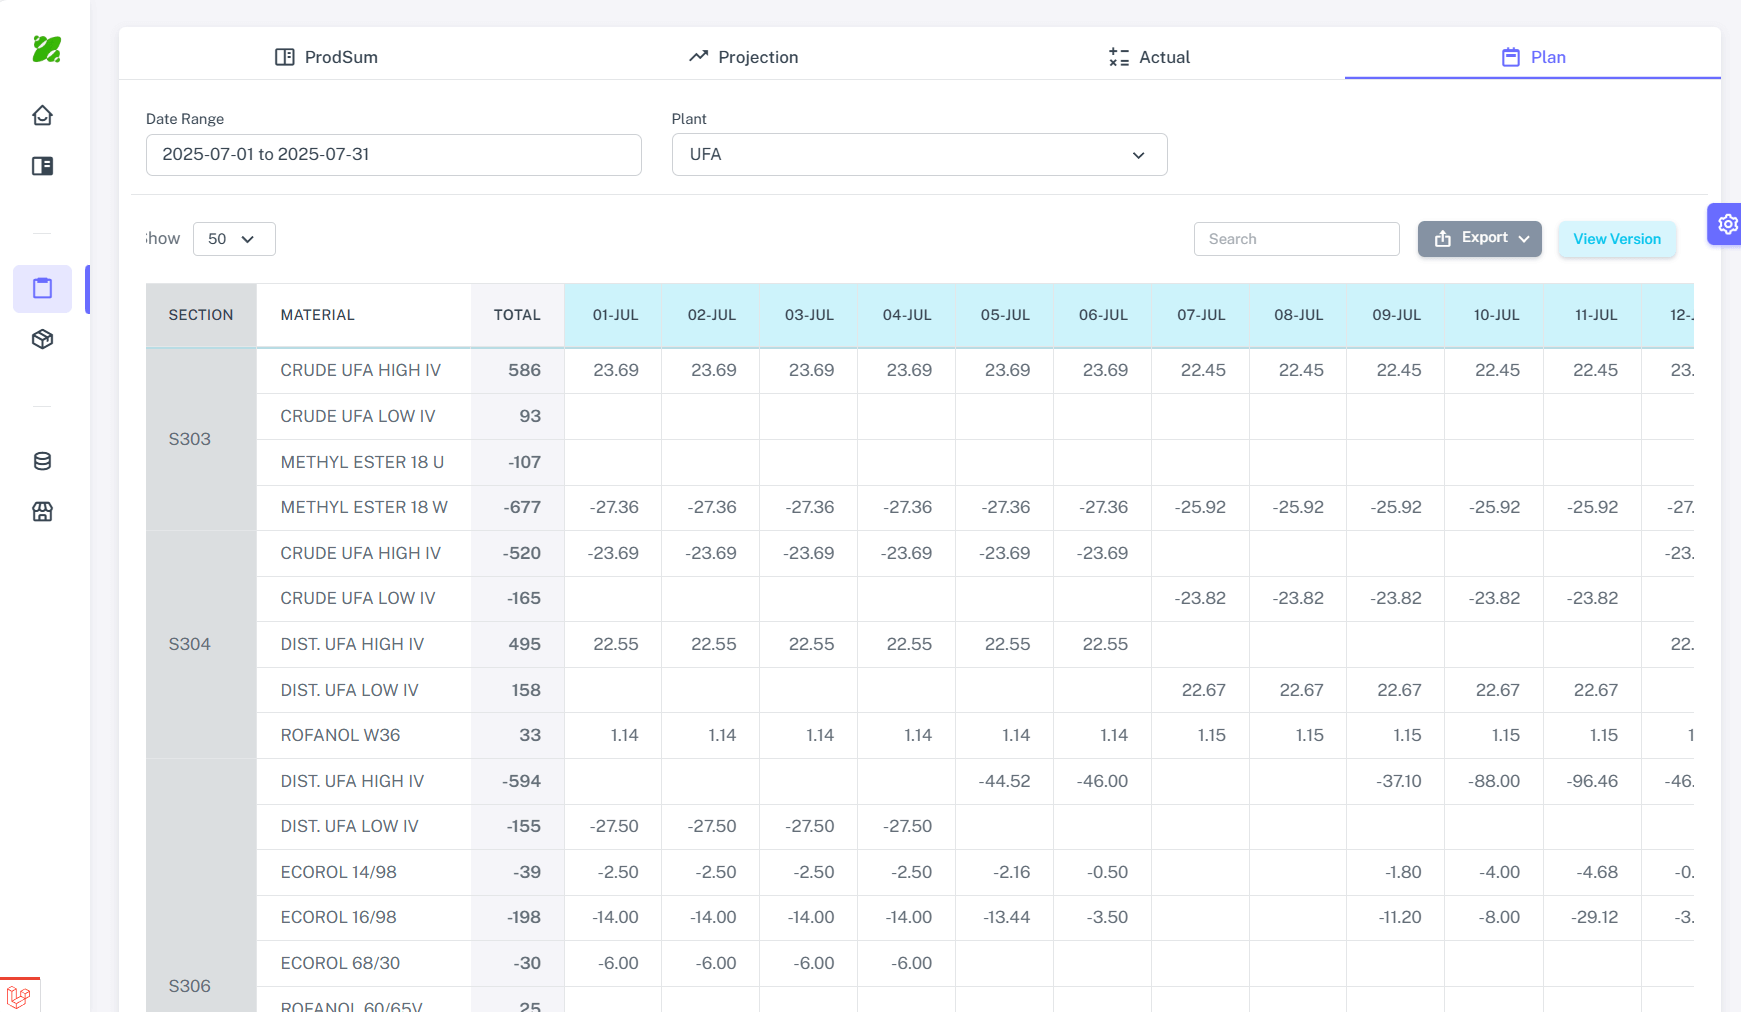 ProdSum Projection Actual Plan
Date Range Plant
2025-07-01 to 2025-07-31 UFA
Show 50 Search Export View Version
SECTION MATERIAL TOTAL 01-JUL 02-JUL 03-JUL 04-JUL 05-JUL 06-JUL 07-JUL 08-JUL 09-JUL 10-JUL 11-JUL 12-J
CRUDE UFA HIGH IV 586 23.69 23.69 23.69 23.69 23.69 23.69 22.45 22.45 22.45 22.45 22.45 23.
CRUDE UFA LOW IV 93
S303
METHYL ESTER 18 U -107
METHYL ESTER 18 W -677 -27.36 -27.36 -27.36 -27.36 -27.36 -27.36 -25.92 -25.92 -25.92 -25.92 -25.92 -27.
CRUDE UFA HIGH IV -520 -23.69 -23.69 -23.69 -23.69 -23.69 -23.69 -23.
CRUDE UFA LOW IV -165 -23.82 -23.82 -23.82 -23.82 -23.82
S304 DIST. UFA HIGH IV 495 22.55 22.55 22.55 22.55 22.55 22.55 22.
DIST. UFA LOW IV 158 22.67 22.67 22.67 22.67 22.67
ROFANOL W36 33 1.14 1.14 1.14 1.14 1.14 1.14 1.15 1.15 1.15 1.15 1.15 1
DIST. UFA HIGH IV -594 -44.52 -46.00 -37.10 -88.00 -96.46 -46.
DIST. UFA LOW IV -155 -27.50 -27.50 -27.50 -27.50
ECOROL 14/98 -39 -2.50 -2.50 -2.50 -2.50 -2.16 -0.50 -1.80 -4.00 -4.68 -0.
ECOROL 16/98 -198 -14.00 -14.00 -14.00 -14.00 -13.44 -3.50 -11.20 -8.00 -29.12 -3.
ECOROL 68/30 -30 -6.00 -6.00 -6.00 -6.00
S306
ROFANOL 60/65V 25